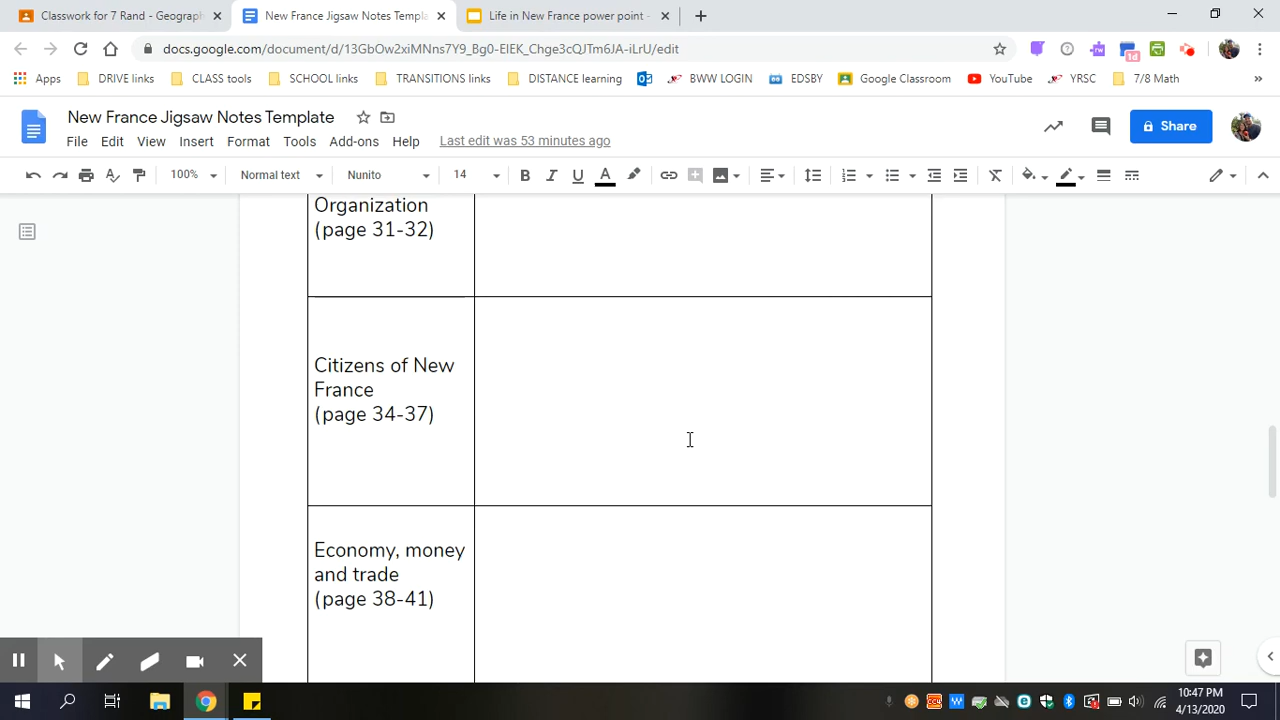 Classwork for 7 Rand - Geograph
New France Jigsaw Notes Templa
Life in New France power point -
docs.google.com/document/d/13GbOw2xiMNns7Y9_Bg0-EIEK_Chge3cQJTm6JA-iLrU/edit
1d
Apps
DRIVE links
CLASS tools
SCHOOL links
TRANSITIONS links
DISTANCE learning
BWW LOGIN
EDSBY
Google Classroom
YouTube
YRSC
7/8 Math
»
New France Jigsaw Notes Template
Share
File Edit View Insert Format Tools Add-ons Help Last edit was 53 minutes ago
100% Normal text Nunito 14 B I U A
Organization
(page 31-32)
Citizens of New
France
(page 34-37)
Economy, money
and trade
(page 38-41)
10:47 PM
4/13/2020